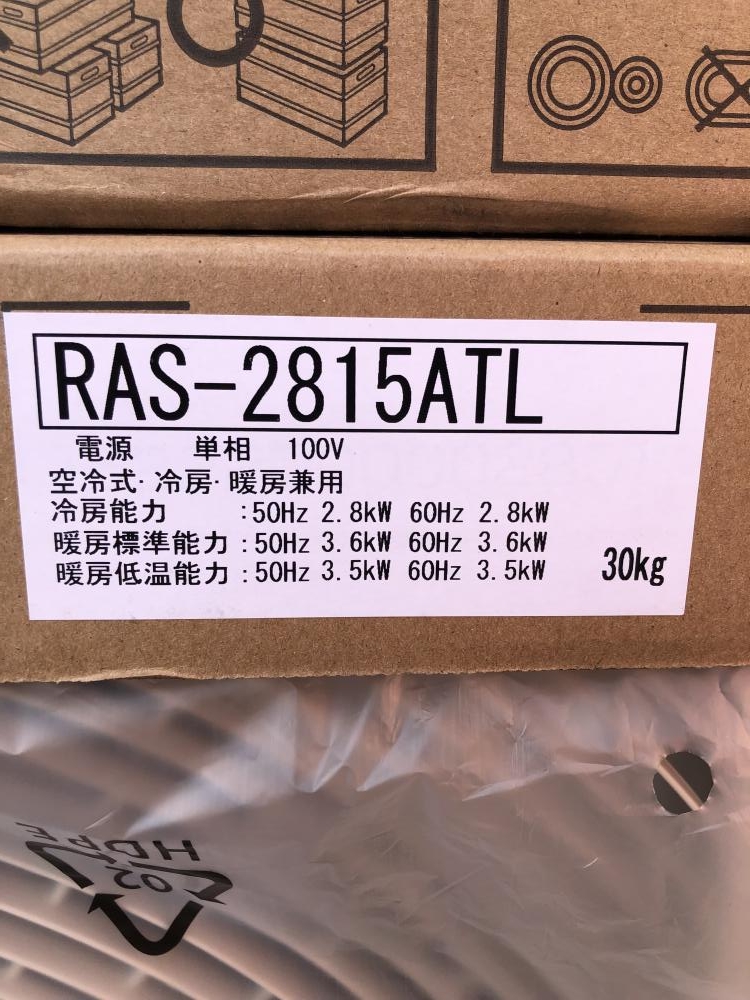 RAS-2815ATL
電源 単相 100V
空冷式・冷房・暖房兼用
冷房能力 :50Hz 2.8kW 60Hz 2.8kW
暖房標準能力:50Hz 3.6kW 60Hz 3.6kW
暖房低温能力:50Hz 3.5kW 60Hz 3.5kW
30kg
02
HDPE